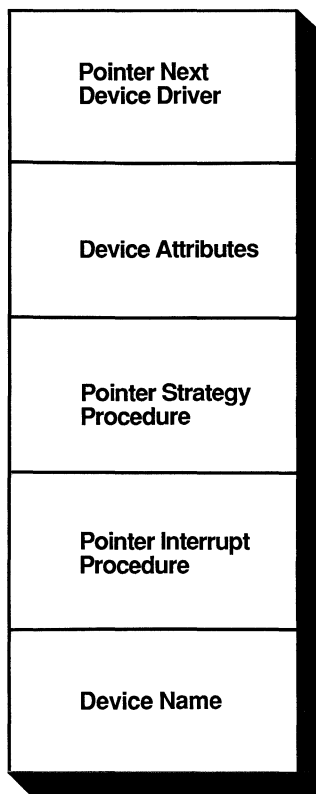 Pointer Next
Device Driver
Device Attributes
Pointer Strategy
Procedure
Pointer Interrupt
Procedure
Device Name